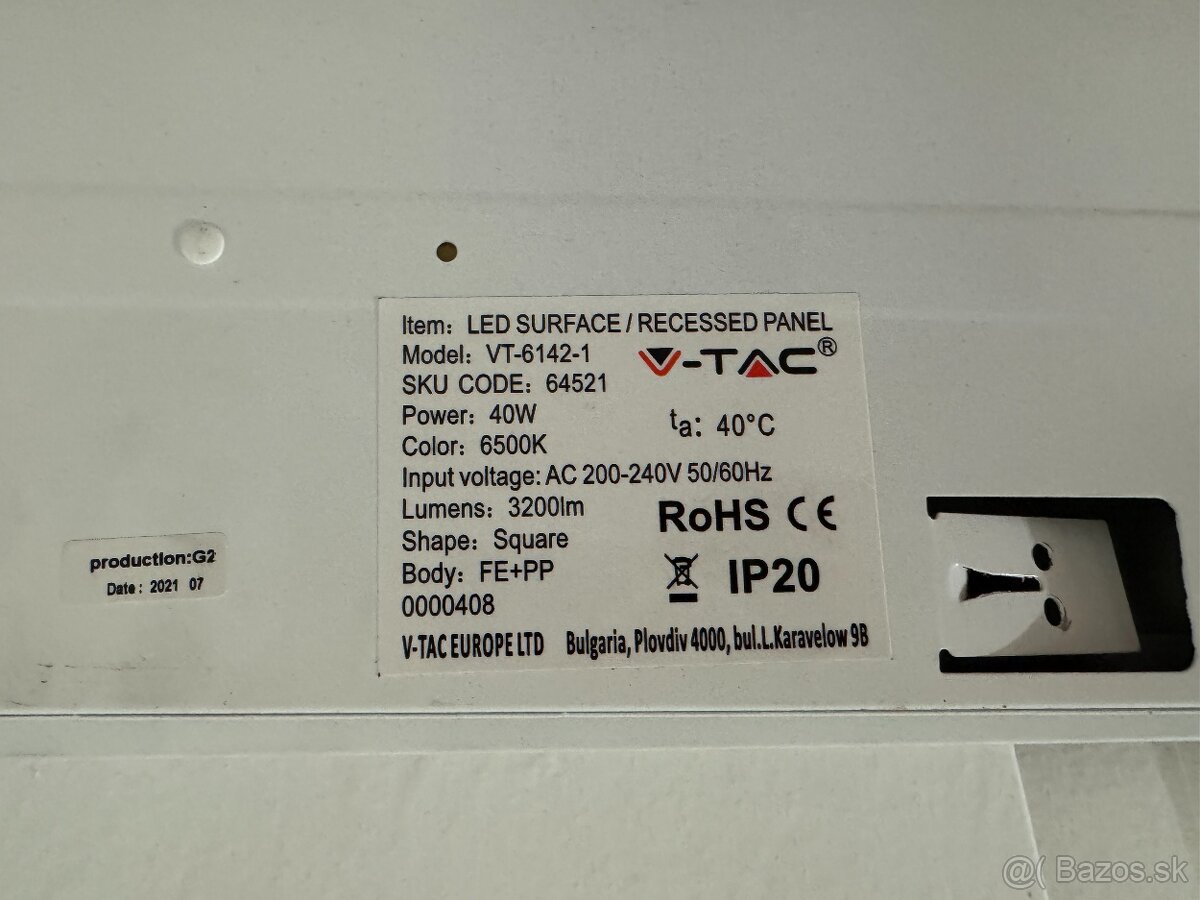 Item: LED SURFACE / RECESSED PANEL
Model: VT-6142-1
V-TAC®
SKU CODE: 64521
Power: 40W
ta: 40°C
Color: 6500K
Input voltage: AC 200-240V 50/60Hz
Lumens: 3200lm
RoHS CE
Shape: Square
Body: FE+PP
IP20
0000408
V-TAC EUROPE LTD Bulgaria, Plovdiv 4000, bul.L.Karavelow 9B
production:G2
Date: 2021 07
@( Bazos.sk